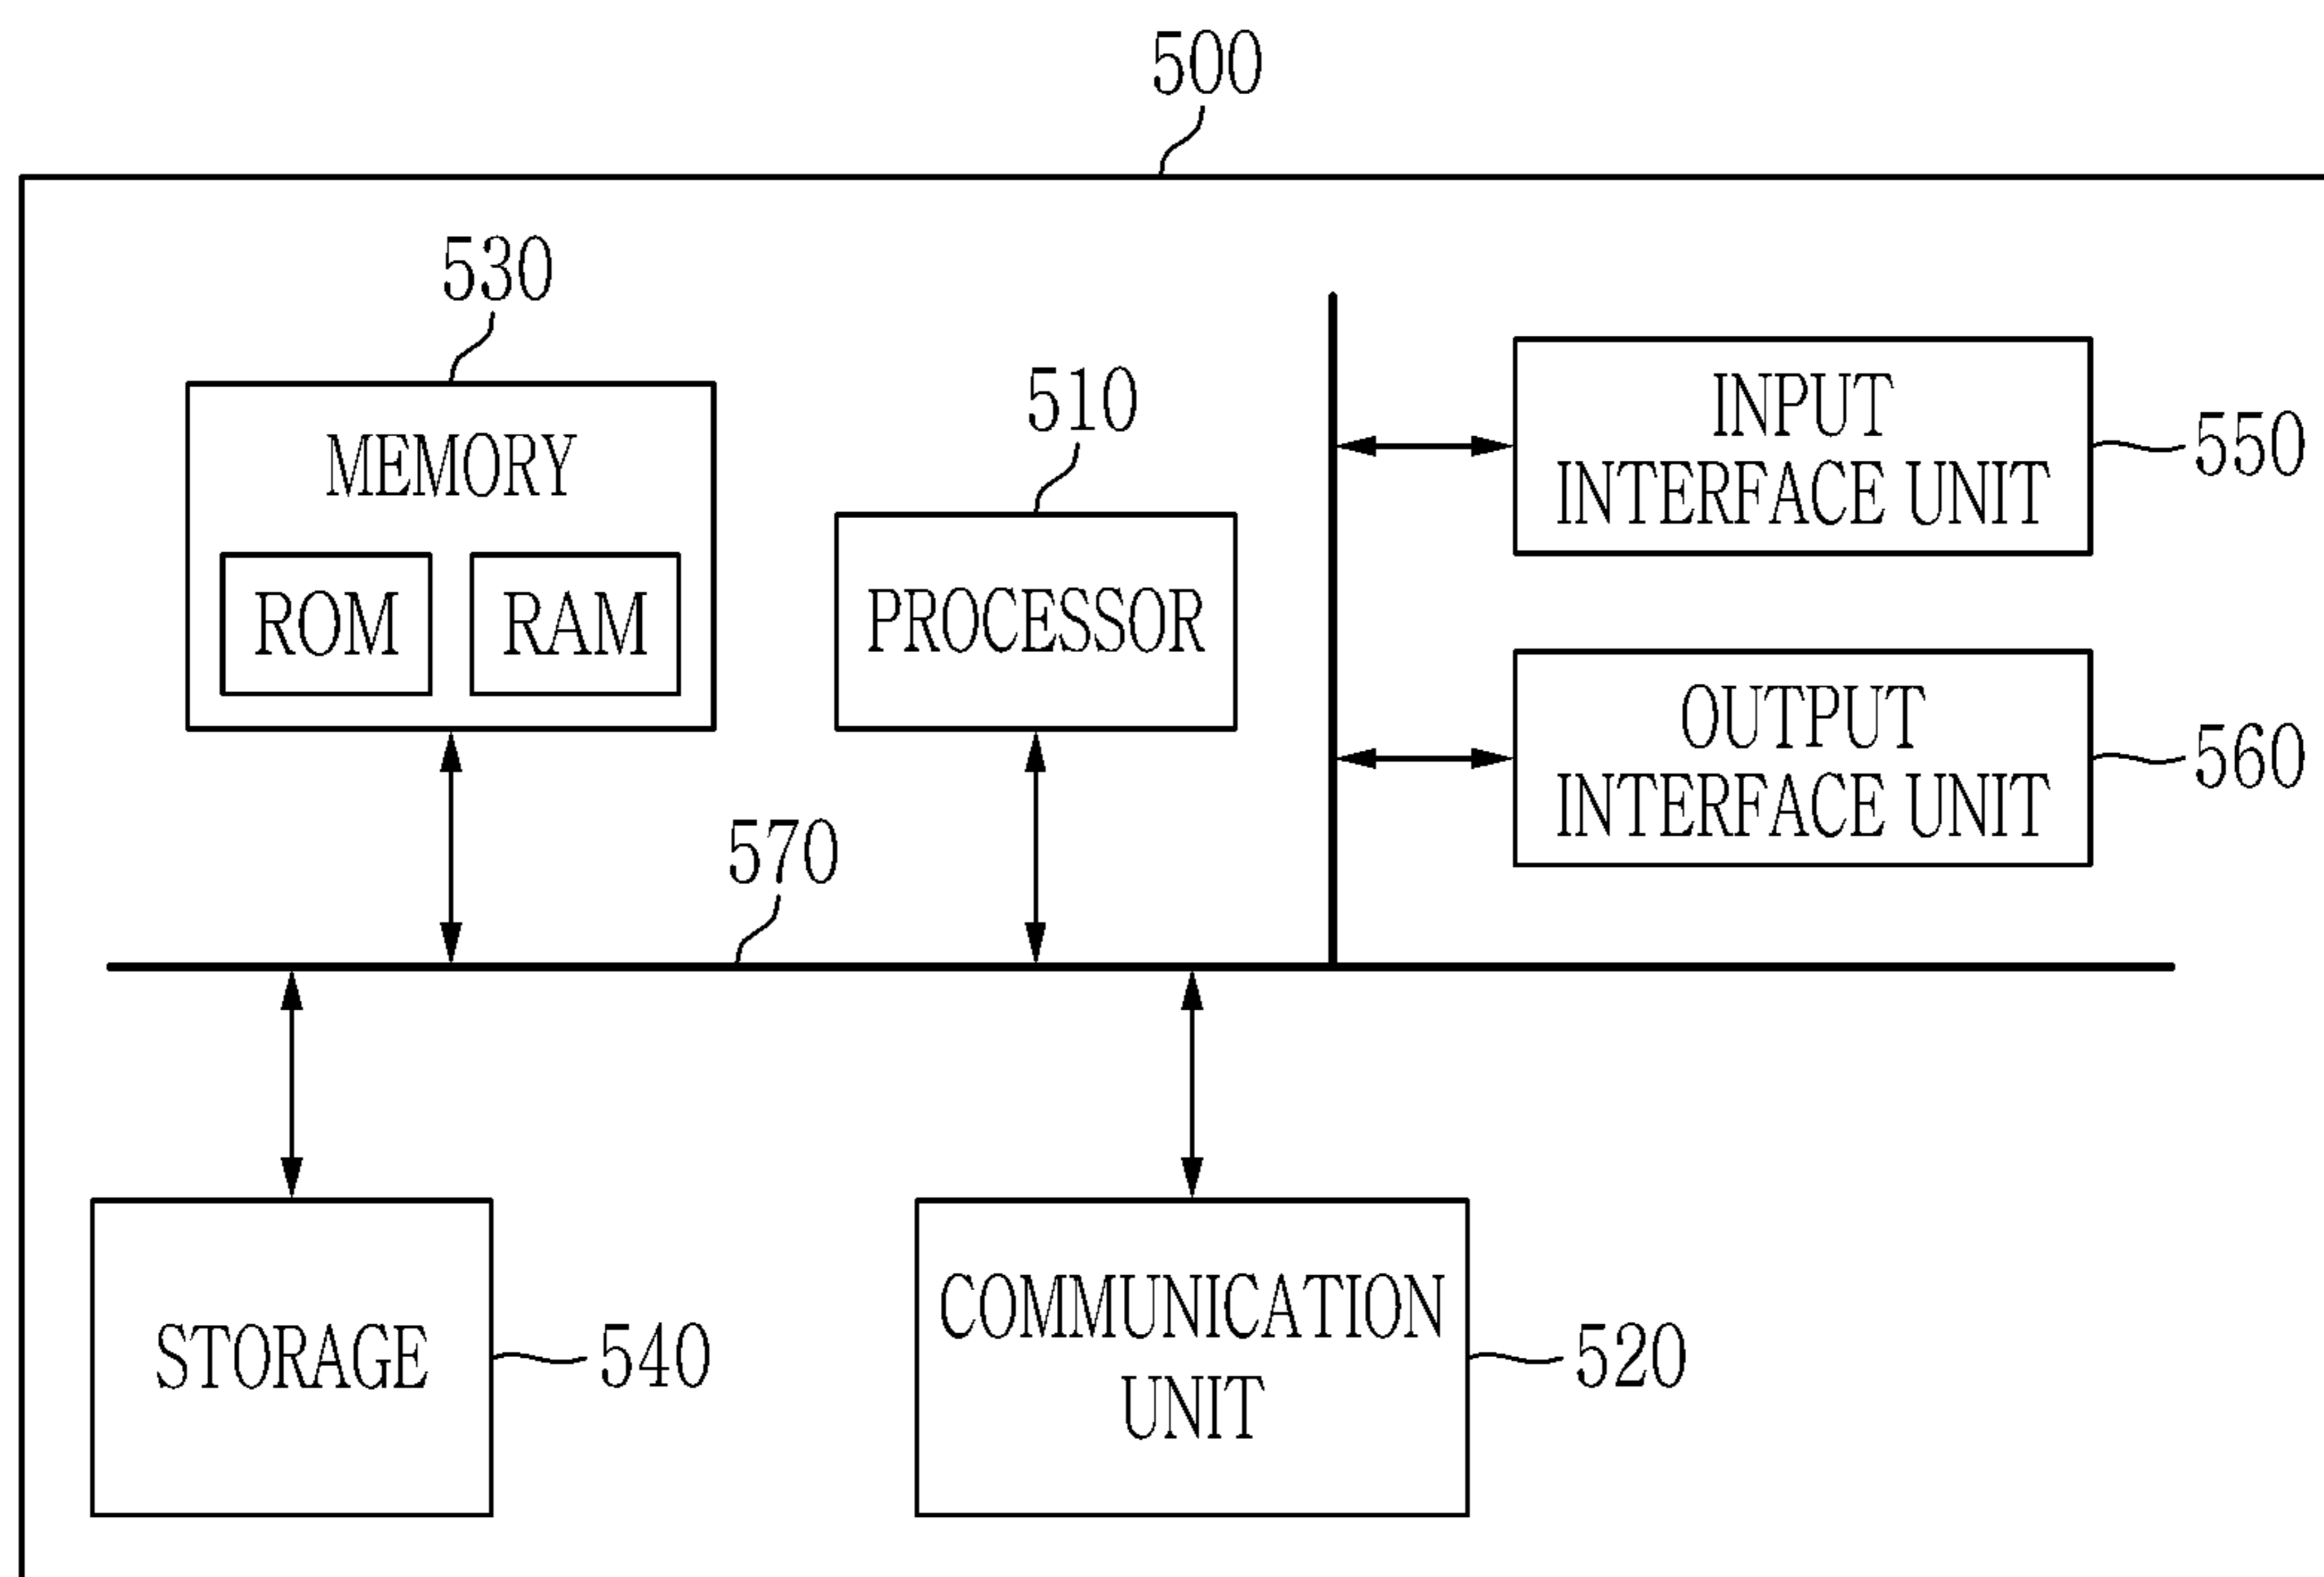 500
530
MEMORY
ROM
RAM
510
PROCESSOR
INPUT
INTERFACE UNIT
550
OUTPUT
INTERFACE UNIT
560
570
STORAGE
540
COMMUNICATION
UNIT
520